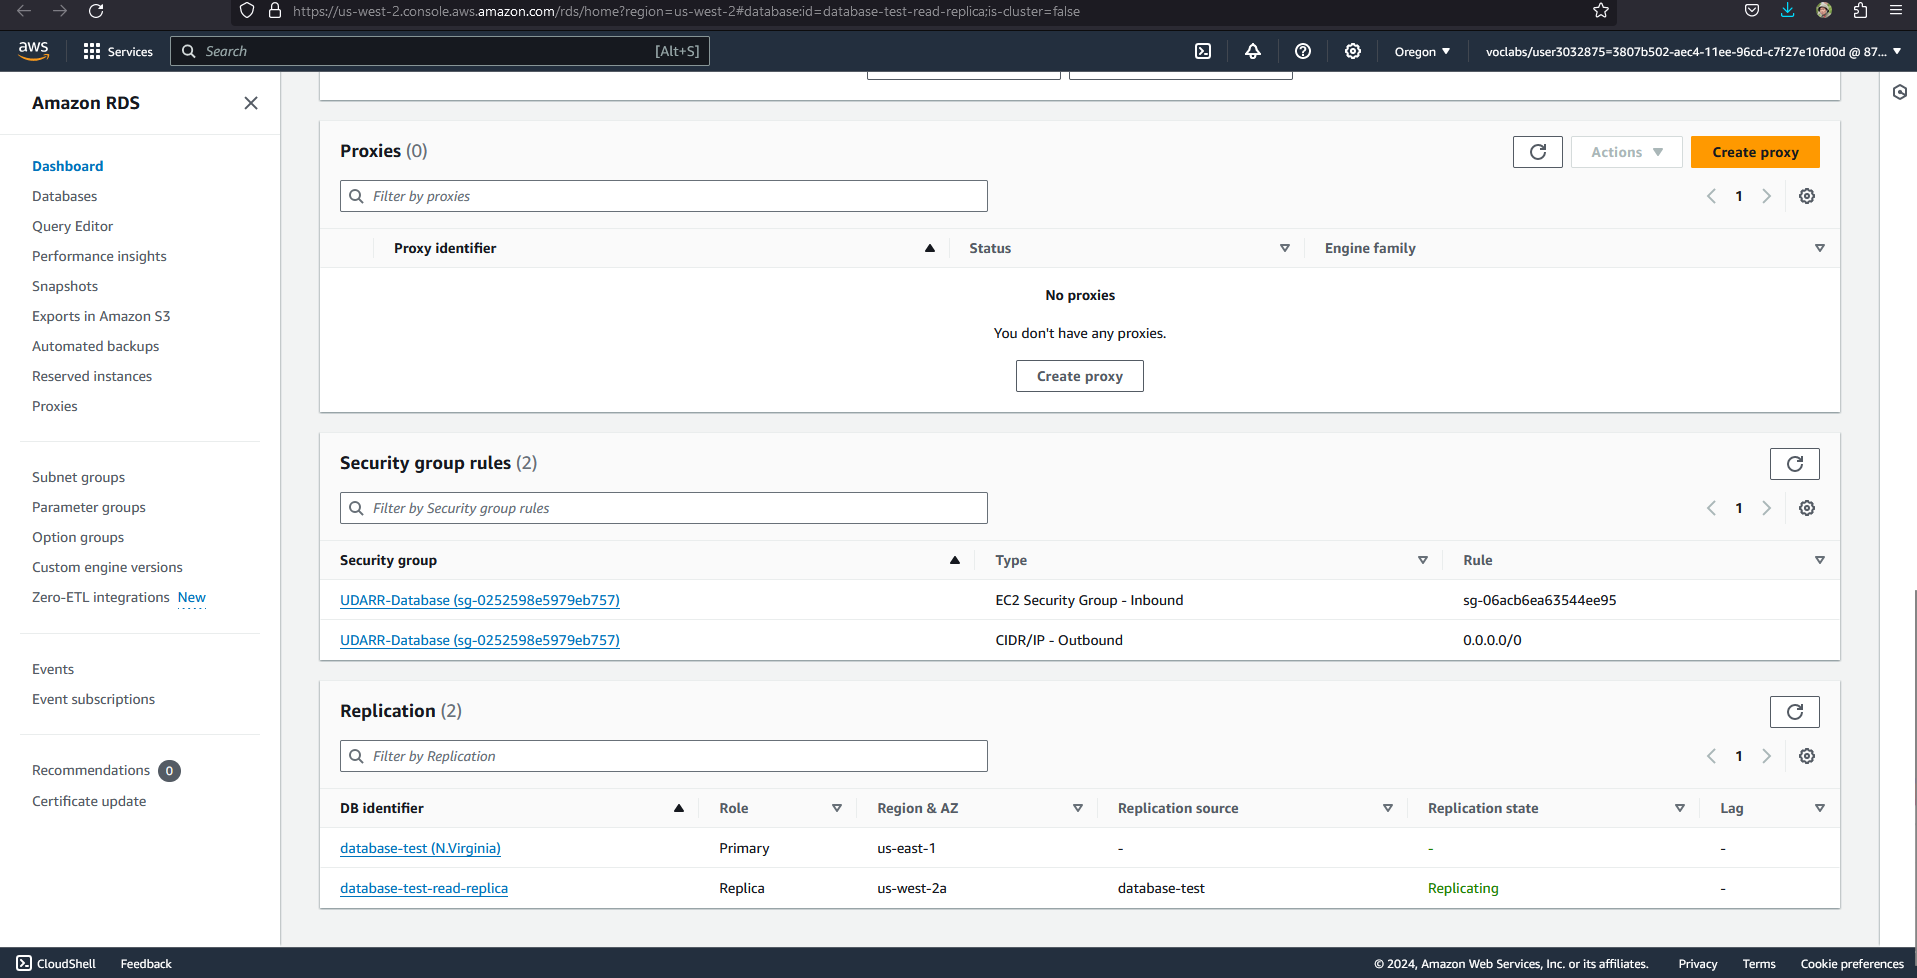 https://us-west-2.console.aws.amazon.com/rds/home?region=us-west-2#database:id=database-test-read-replica;is-cluster=false
aws Services Search [Alt+S] Oregon voclabs/user3032875=3807b502-aec4-11ee-96cd-c7f27e10fd0d @ 87...
Amazon RDS
Dashboard
Databases
Query Editor
Performance insights
Snapshots
Exports in Amazon S3
Automated backups
Reserved instances
Proxies
Subnet groups
Parameter groups
Option groups
Custom engine versions
Zero-ETL integrations New
Events
Event subscriptions
Recommendations 0
Certificate update
Proxies (0)
Actions
Create proxy
Filter by proxies
1
Proxy identifier Status Engine family
No proxies
You don't have any proxies.
Create proxy
Security group rules (2)
Filter by Security group rules
1
Security group Type Rule
UDARR-Database (sg-0252598e5979eb757) EC2 Security Group - Inbound sg-06acb6ea63544ee95
UDARR-Database (sg-0252598e5979eb757) CIDR/IP - Outbound 0.0.0.0/0
Replication (2)
Filter by Replication
1
DB identifier Role Region & AZ Replication source Replication state Lag
database-test (N.Virginia) Primary us-east-1 - - -
database-test-read-replica Replica us-west-2a database-test Replicating -
CloudShell Feedback © 2024, Amazon Web Services, Inc. or its affiliates. Privacy Terms Cookie preferences